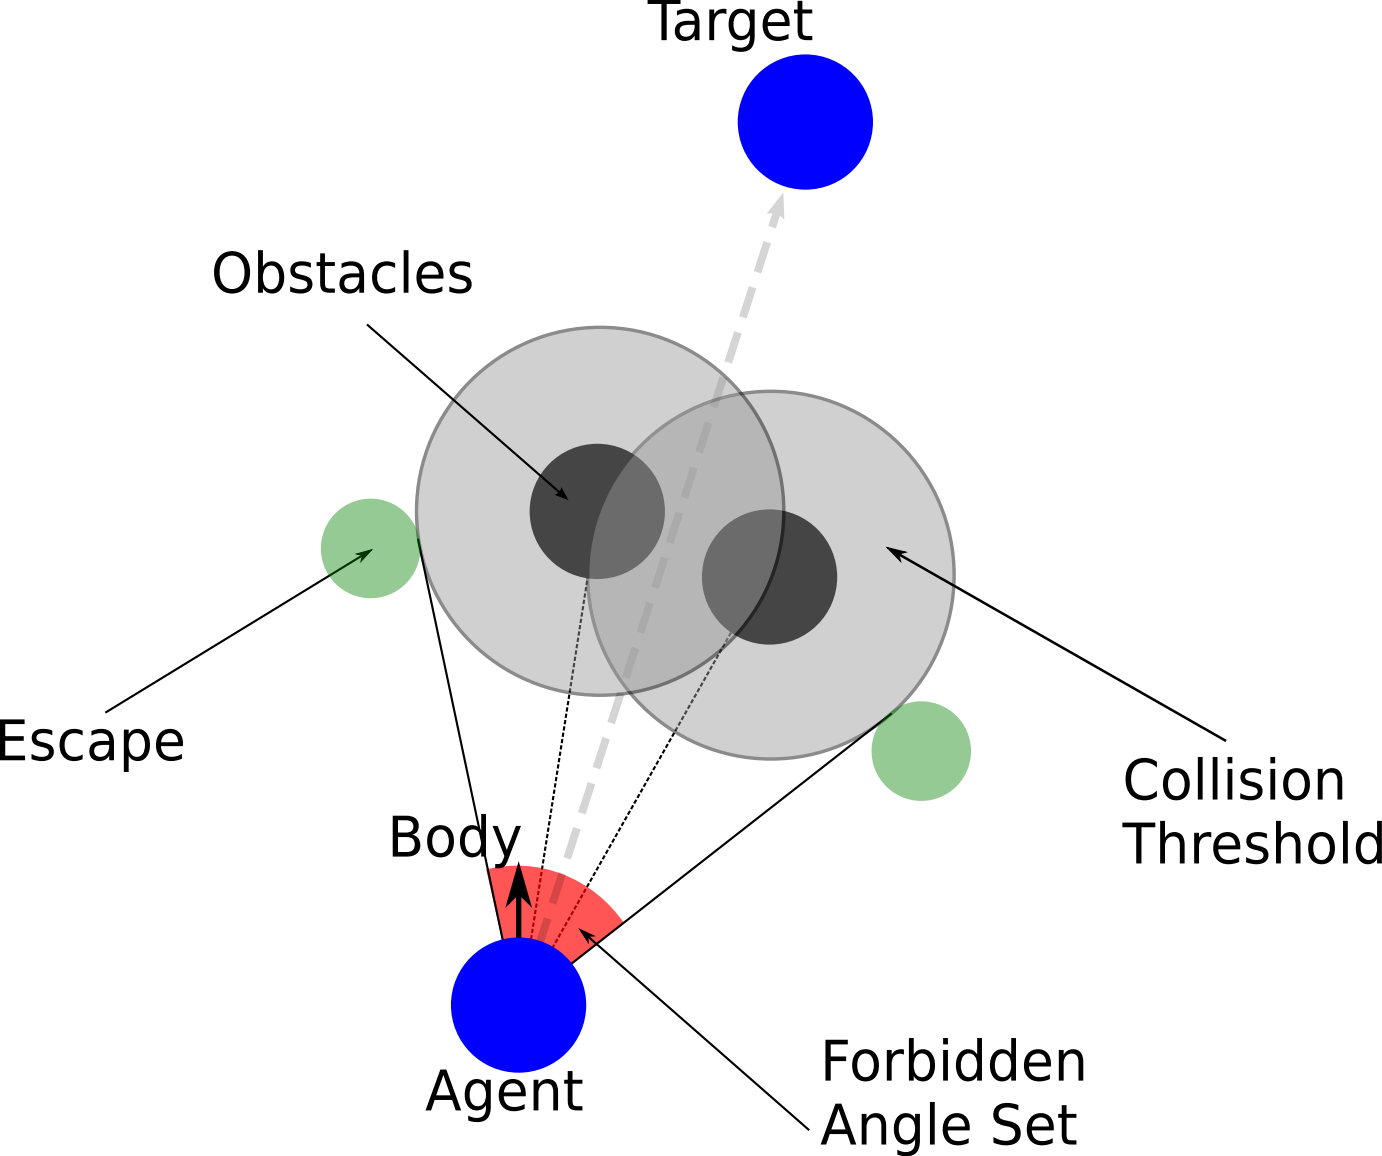 Target
Obstacles
Escape
Collision
Threshold
Body
Agent
Forbidden
Angle Set